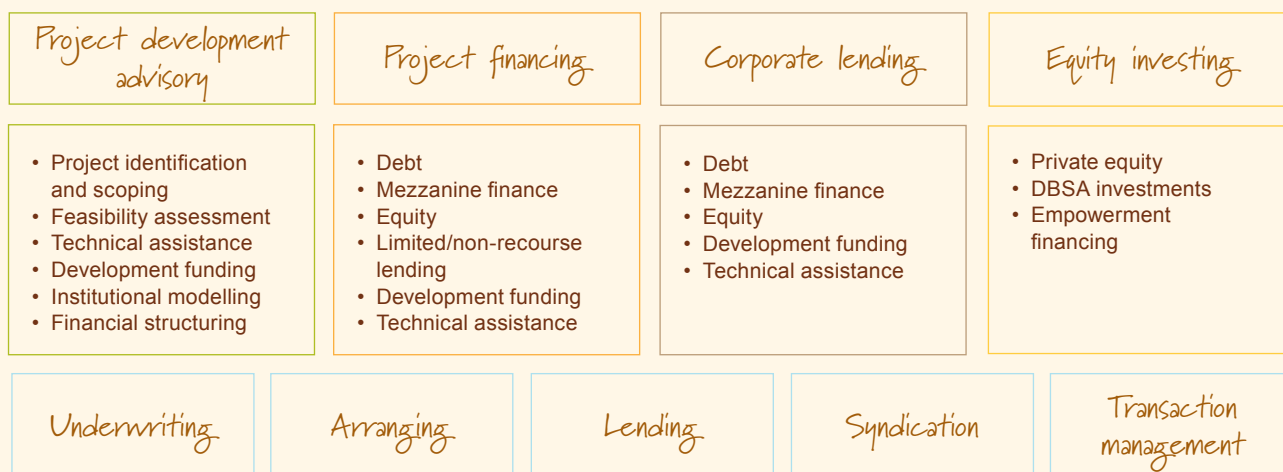 Project development
advisory
Project financing
Corporate lending
Equity investing
• Project identification
and scoping
• Feasibility assessment
• Technical assistance
• Development funding
• Institutional modelling
• Financial structuring
• Debt
• Mezzanine finance
• Equity
• Limited/non-recourse
lending
• Development funding
• Technical assistance
• Debt
• Mezzanine finance
• Equity
• Development funding
• Technical assistance
• Private equity
• DBSA investments
• Empowerment
financing
Underwriting
Arranging
Lending
Syndication
Transaction
management